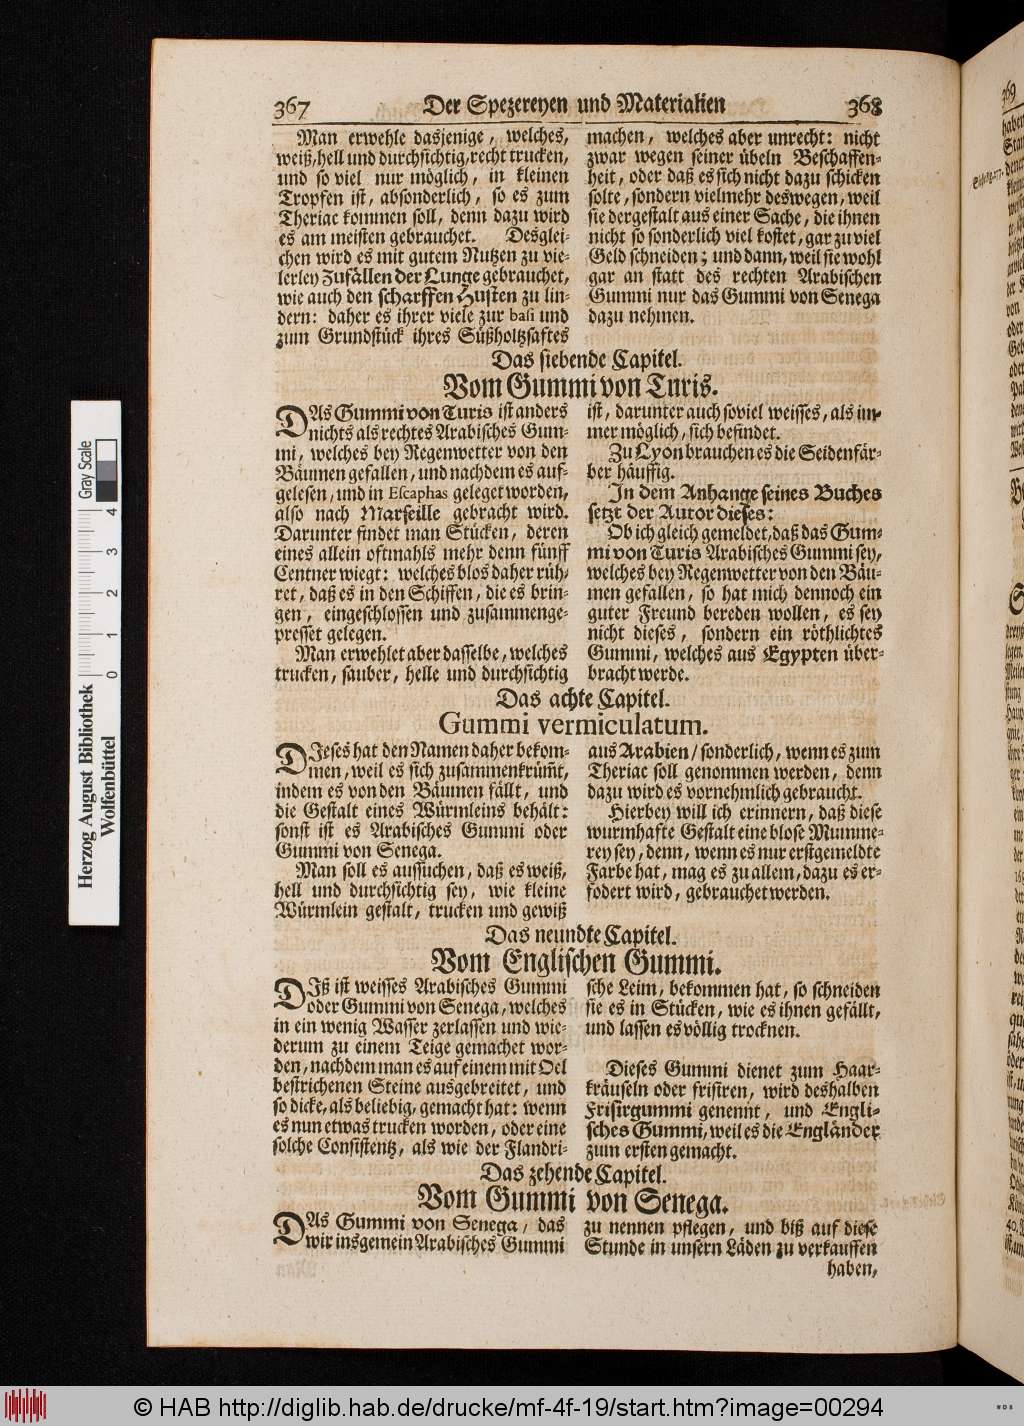 367
Der Spezereyen und Materialien
368
Man erwehle dasjenige, welches,
weiß, hell und durchsichtig, recht trucken,
und so viel nur möglich, in kleinen
Tropfen ist, absonderlich, so es zum
Theriac kommen soll, denn dazu wird
es am meisten gebrauchet. Desglei-
chen wird es mit gutem Nutzen zu vie-
lerley Zufällen der Lunge gebrauchet,
wie auch den scharffen Husten zu lin-
dern: daher es ihrer viele zur basi und
zum Grundstück ihres Süßholtzsaftes
machen, welches aber unrecht: nicht
zwar wegen seiner übeln Beschaffen-
heit, oder daß es sich nicht dazu schicken
solte, sondern vielmehr deswegen, weil
sie dergestalt aus einer Sache, die ihnen
nicht so sonderlich viel kostet, gar zu viel
Geld schneiden; und dann, weil sie wohl
gar an statt des rechten Arabischen
Gummi nur das Gummi von Senega
dazu nehmen.
Das siebende Capitel.
Vom Gummi von Turis.
DAs Gummi von Turis ist anders
nichts als rechtes Arabisches Gum-
mi, welches bey Regenwetter von den
Bäumen gefallen, und nachdem es auf-
gelesen, und in Escaphas geleget worden,
also nach Marseille gebracht wird.
Darunter findet man Stücken, deren
eines allein oftmahls mehr denn fünff
Centner wiegt: welches blos daher rüh-
ret, daß es in den Schiffen, die es brin-
gen, eingeschlossen und zusammenge-
presset gelegen.
Man erwehlet aber dasselbe, welches
trucken, sauber, helle und durchsichtig
ist, darunter auch soviel weisses, als im-
mer möglich, sich befindet.
Zu Lyon brauchen es die Seidenfär-
ber häuffig.
In dem Anhange seines Buches
setzt der Autor dieses:
Ob ich gleich gemeldet, daß das Gum-
mi von Turis Arabisches Gummi sey,
welches bey Regenwetter von den Bäu-
men gefallen, so hat mich dennoch ein
guter Freund bereden wollen, es sey
nicht dieses, sondern ein röthlichtes
Gummi, welches aus Egypten über-
bracht werde.
Das achte Capitel.
Gummi vermiculatum.
DIeses hat den Namen daher bekom-
men, weil es sich zusammenkrüm̃t,
indem es von den Bäumen fällt, und
die Gestalt eines Würmleins behält:
sonst ist es Arabisches Gummi oder
Gummi von Senega.
Man soll es aussuchen, daß es weiß,
hell und durchsichtig sey, wie kleine
Würmlein gestalt, trucken und gewiß
aus Arabien / sonderlich, wenn es zum
Theriac soll genommen werden, denn
dazu wird es vornehmlich gebraucht.
Hierbey will ich erinnern, daß diese
wurmhafte Gestalt eine blose Mumme-
rey sey, denn, wenn es nur erstgemeldte
Farbe hat, mag es zu allem, dazu es er-
fodert wird, gebrauchet werden.
Das neundte Capitel.
Vom Englischen Gummi.
DIß ist weisses Arabisches Gummi
oder Gummi von Senega, welches
in ein wenig Wasser zerlassen und wie-
derum zu einem Teige gemachet wor-
den, nachdem man es auf einem mit Oel
bestrichenen Steine ausgebreitet, und
so dicke, als beliebig, gemacht hat: wenn
es nun etwas trucken worden, oder eine
solche Consistentz, als wie der Flandri-
sche Leim, bekommen hat, so schneiden
sie es in Stücken, wie es ihnen gefällt,
und lassen es völlig trocknen.
Dieses Gummi dienet zum Haar-
kräuseln oder frisiren, wird deshalben
Frisirgummi genennt, und Engli-
sches Gummi, weil es die Engländer
zum ersten gemacht.
Das zehende Capitel.
Vom Gummi von Senega.
DAs Gummi von Senega, das
wir insgemein Arabisches Gummi
zu nennen pflegen, und biß auf diese
Stunde in unsern Läden zu verkauffen
haben,
Herzog August Bibliothek
Wolfenbüttel
0 1 2 3 4
Gray Scale
© HAB http://diglib.hab.de/drucke/mf-4f-19/start.htm?image=00294